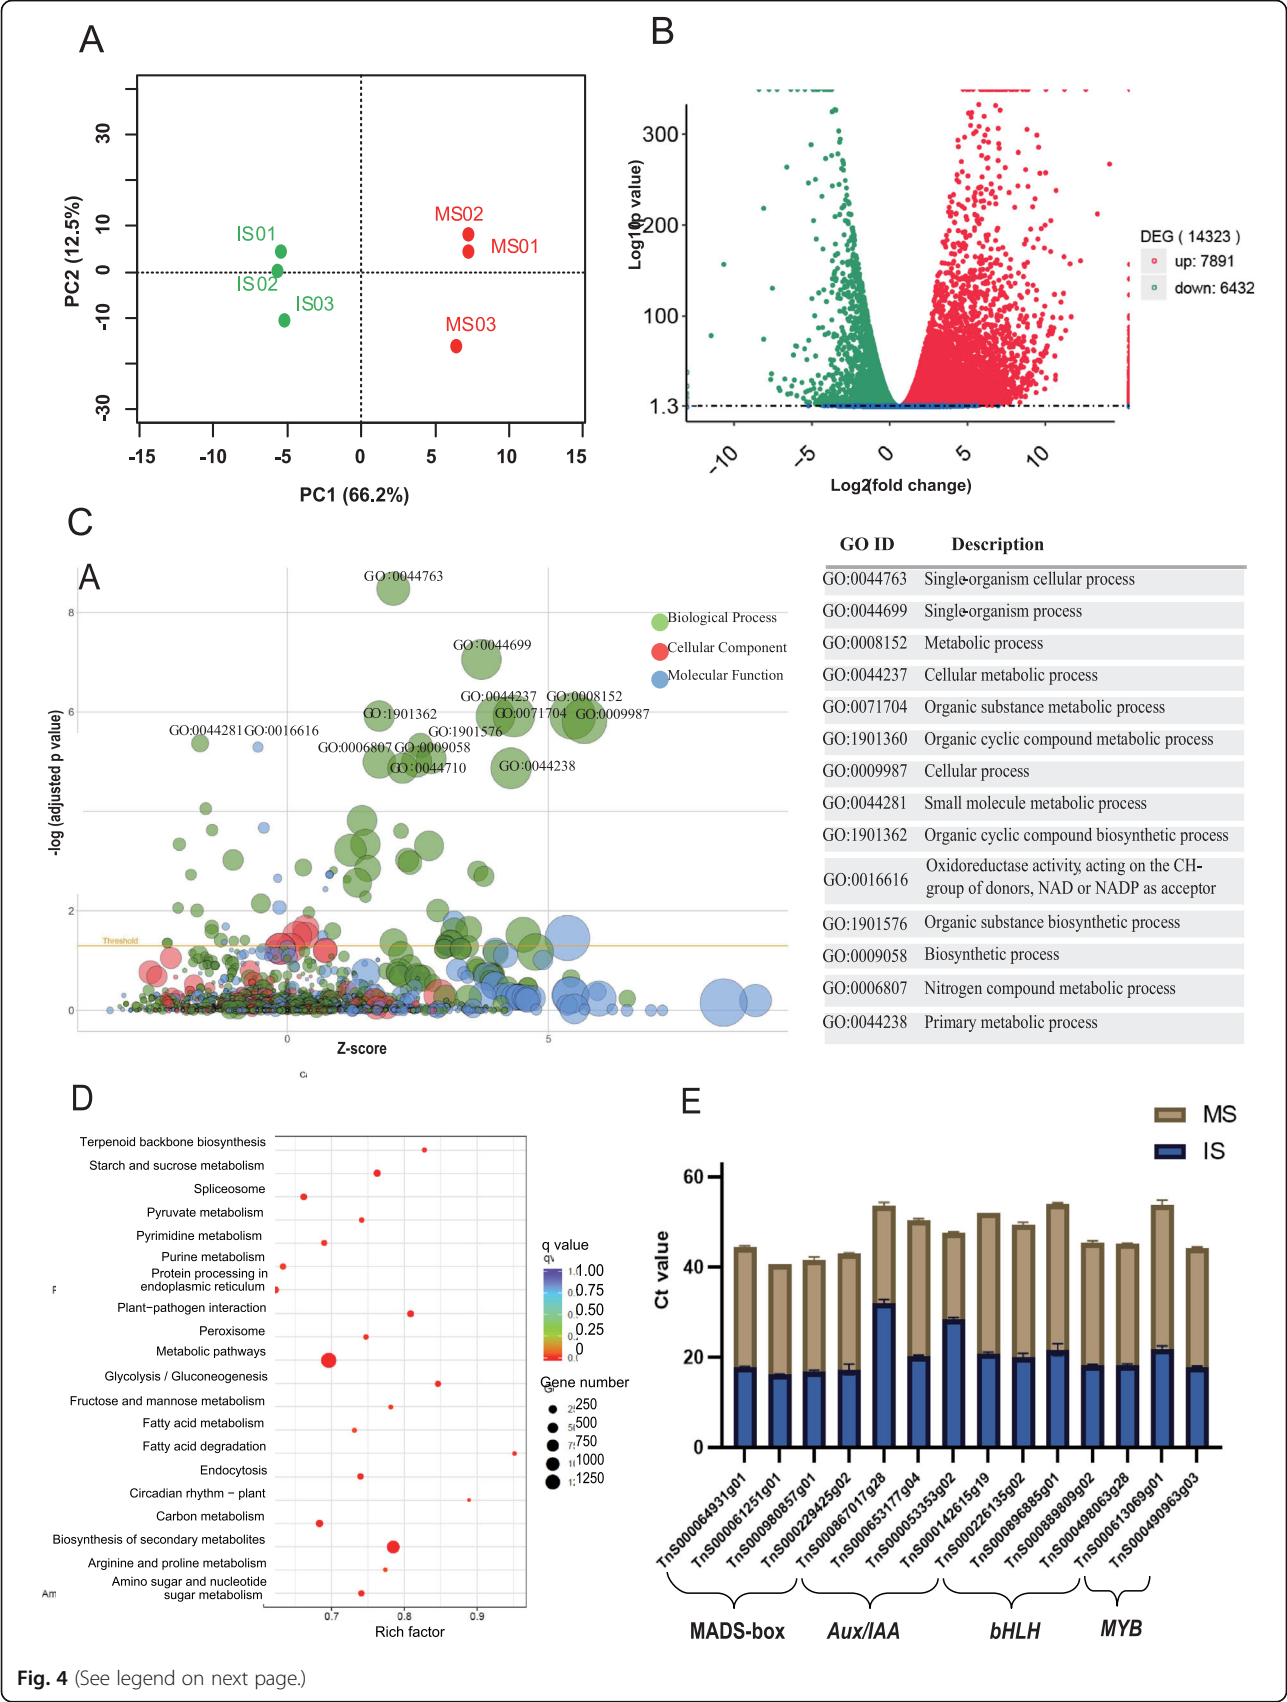 A
30
10
0
-10
-30
PC2 (12.5%)
IS01
IS02
IS03
MS02
MS01
MS03
-15
-10
-5
0
5
10
15
PC1 (66.2%)
B
300
200
100
1.3
Log10(p value)
-10
-5
0
5
10
Log2(fold change)
DEG ( 14323 )
up: 7891
down: 6432
C
A
8
6
2
0
-log (adjusted p value)
GO:0044763
GO:0044699
GO:0044237
GO:0008152
GO:1901362
GO:0071704
GO:0009987
GO:0044281
GO:0016616
GO:1901576
GO:0006807
GO:0009058
GO:0044710
GO:0044238
Threshold
Biological Process
Cellular Component
Molecular Function
0
5
Z-score
GO ID Description
GO:0044763 Single-organism cellular process
GO:0044699 Single-organism process
GO:0008152 Metabolic process
GO:0044237 Cellular metabolic process
GO:0071704 Organic substance metabolic process
GO:1901360 Organic cyclic compound metabolic process
GO:0009987 Cellular process
GO:0044281 Small molecule metabolic process
GO:1901362 Organic cyclic compound biosynthetic process
GO:0016616 Oxidoreductase activity, acting on the CH-
group of donors, NAD or NADP as acceptor
GO:1901576 Organic substance biosynthetic process
GO:0009058 Biosynthetic process
GO:0006807 Nitrogen compound metabolic process
GO:0044238 Primary metabolic process
D
Terpenoid backbone biosynthesis
Starch and sucrose metabolism
Spliceosome
Pyruvate metabolism
Pyrimidine metabolism
Purine metabolism
Protein processing in
endoplasmic reticulum
Plant−pathogen interaction
Peroxisome
Metabolic pathways
Glycolysis / Gluconeogenesis
Fructose and mannose metabolism
Fatty acid metabolism
Fatty acid degradation
Endocytosis
Circadian rhythm − plant
Carbon metabolism
Biosynthesis of secondary metabolites
Arginine and proline metabolism
Amino sugar and nucleotide
sugar metabolism
Am
0.7
0.8
0.9
Rich factor
q value
1.00
0.75
0.50
0.25
0
Gene number
250
500
750
1000
1250
E
MS
IS
60
40
20
0
Ct value
TnS000064931g01
TnS000061251g01
TnS000980857g01
TnS000229425g02
TnS000867017g28
TnS000653177g04
TnS000053353g02
TnS000142615g19
TnS000226135g02
TnS000896885g01
TnS000889809g02
TnS000498063g28
TnS000613069g01
TnS000490963g03
MADS-box
Aux/IAA
bHLH
MYB
Fig. 4 (See legend on next page.)